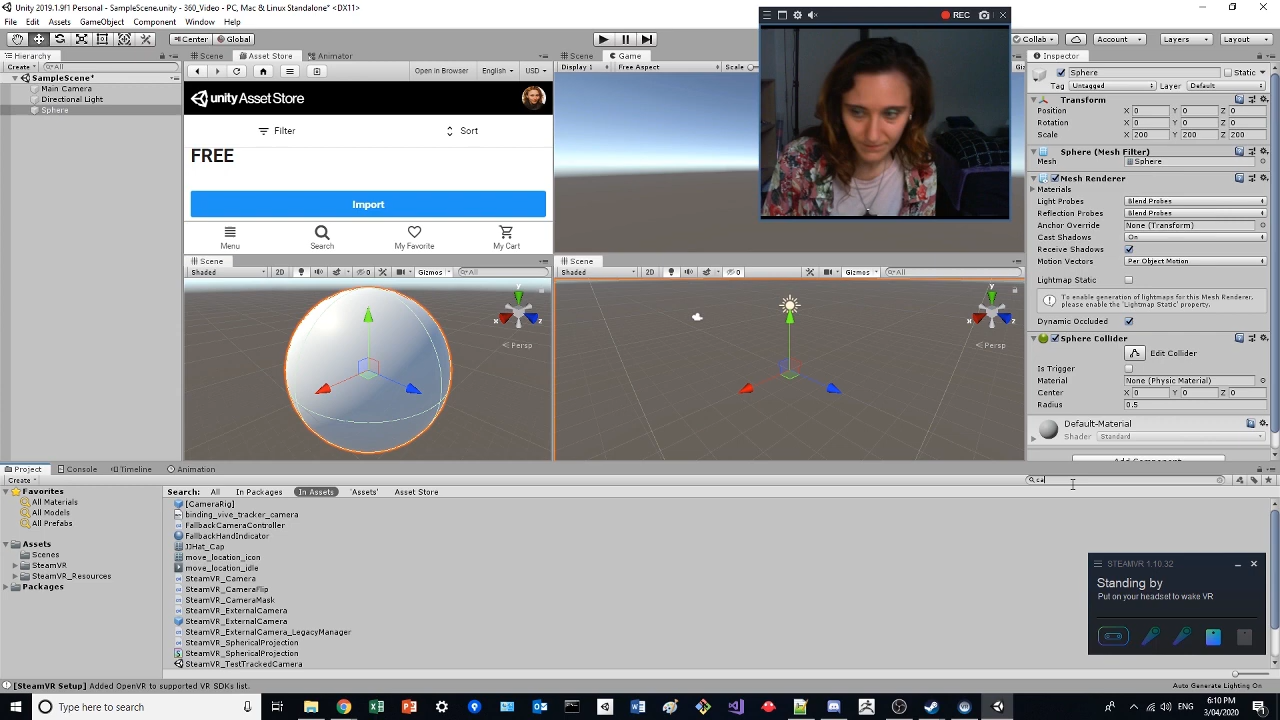 Unity 2019.1.9f1 Personal - SampleScene.unity - 360_Video - PC, Mac & Linux Standalone* <DX11>
File Edit Assets GameObject Component Window Help
REC
Center Global
Collab Account Layers Layout
Hierarchy
Scene Asset Store Animator
Scene Game
Inspector
Create All
Open in Browser English USD
Display 1 Free Aspect Scale
SampleScene*
Main Camera
Directional Light
Sphere
unity Asset Store
Filter Sort
FREE
Import
Menu Search My Favorite My Cart
Sphere Static
Tag Untagged Layer Default
Transform
Position X 0 Y 0 Z 0
Rotation X 0 Y 0 Z 0
Scale X 200 Y 200 Z 200
Sphere (Mesh Filter)
Mesh Sphere
Mesh Renderer
Materials
Light Probes Blend Probes
Reflection Probes Blend Probes
Anchor Override None (Transform)
Cast Shadows On
Receive Shadows
Motion Vectors Per Object Motion
Lightmap Static
To enable generation of lightmaps for this Mesh Renderer, please enable the 'Lightmap Static' property.
Dynamic Occluded
Sphere Collider
Edit Collider
Is Trigger
Material None (Physic Material)
Center X 0 Y 0 Z 0
Radius 0.5
Default-Material
Shader Standard
Add Component
Scene
Shaded 2D Gizmos All
y x z
Persp
Scene
Shaded 2D Gizmos All
y x z
Persp
Project Console Timeline Animation
Create
ca
Favorites
All Materials
All Models
All Prefabs
Assets
Scenes
SteamVR
SteamVR_Resources
Packages
Search: All In Packages In Assets 'Assets' Asset Store
[CameraRig]
binding_vive_tracker_camera
FallbackCameraController
FallbackHandIndicator
JJHat_Cap
move_location_icon
move_location_idle
SteamVR_Camera
SteamVR_CameraFlip
SteamVR_CameraMask
SteamVR_ExternalCamera
SteamVR_ExternalCamera
SteamVR_ExternalCamera_LegacyManager
SteamVR_SphericalProjection
SteamVR_SphericalProjection
SteamVR_TestTrackedCamera
STEAMVR 1.10.32
Standing by
Put on your headset to wake VR
[SteamVR Setup] Added OpenVR to supported VR SDKs list.
Auto Generate Lighting On
Type here to search
6:10 PM
3/04/2020